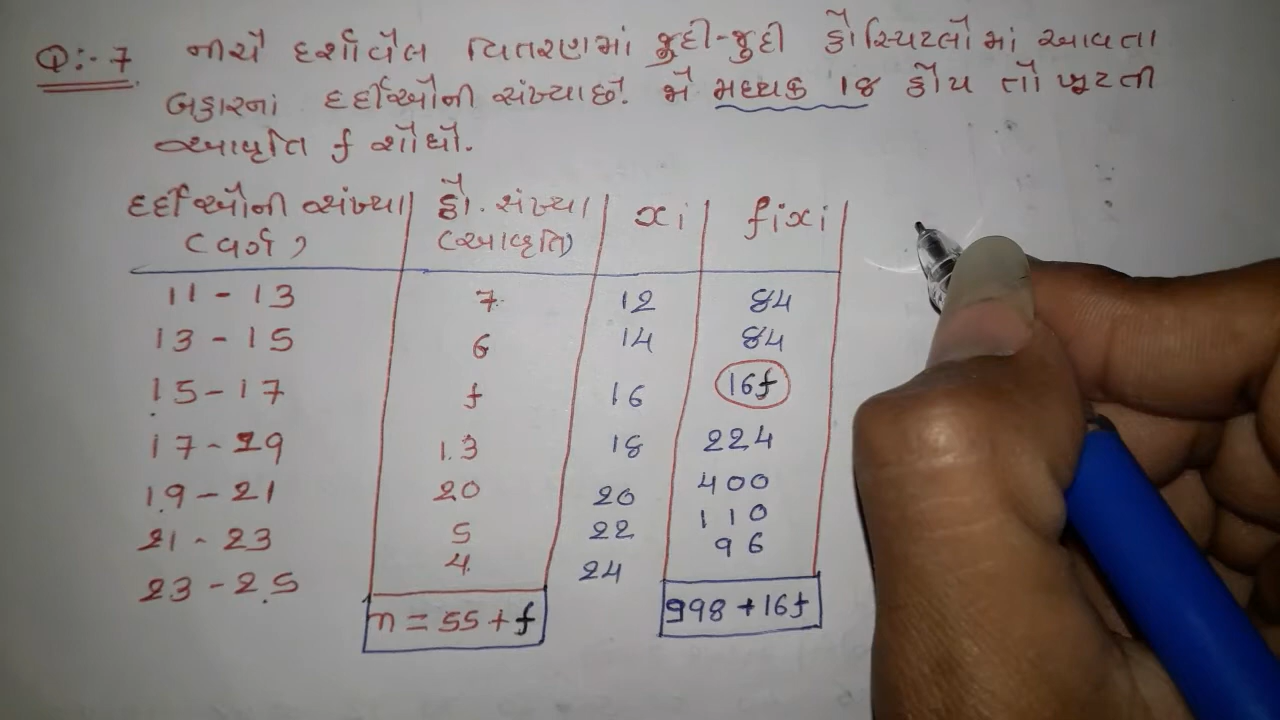 Q:-7 નીચે દર્શાવેલ વિતરણમાં જુદી-જુદી હોસ્પિટલોમાં આવતા
બહારનાં દર્દીઓની સંખ્યા છે. જે મધ્યક 18 હોય તો ખૂટતી
આવૃતિ f શોધો.
દર્દીઓની સંખ્યા હો. સંખ્યા xi fixi
(વર્ગ) (આવૃતિ)
11-13 7 12 84
13-15 6 14 84
15-17 f 16 16f
17-19 13 18 224
19-21 20 20 400
21-23 5 22 110
23-25 4 24 96
n = 55+f 998+16f